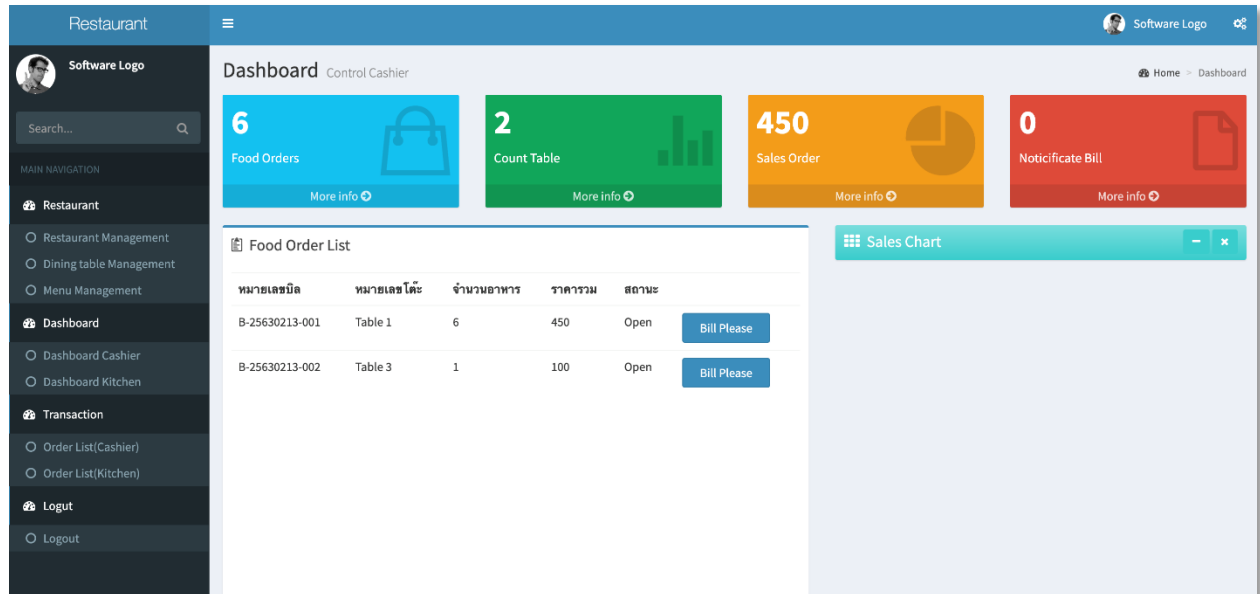 Restaurant
Software Logo
Software Logo
Search...
MAIN NAVIGATION
Restaurant
Restaurant Management
Dining table Management
Menu Management
Dashboard
Dashboard Cashier
Dashboard Kitchen
Transaction
Order List(Cashier)
Order List(Kitchen)
Logut
Logout
Dashboard Control Cashier
Home > Dashboard
6
Food Orders
More info
2
Count Table
More info
450
Sales Order
More info
0
Noticificate Bill
More info
Food Order List
หมายเลขบิล หมายเลขโต๊ะ จำนวนอาหาร ราคารวม สถานะ
B-25630213-001 Table 1 6 450 Open Bill Please
B-25630213-002 Table 3 1 100 Open Bill Please
Sales Chart